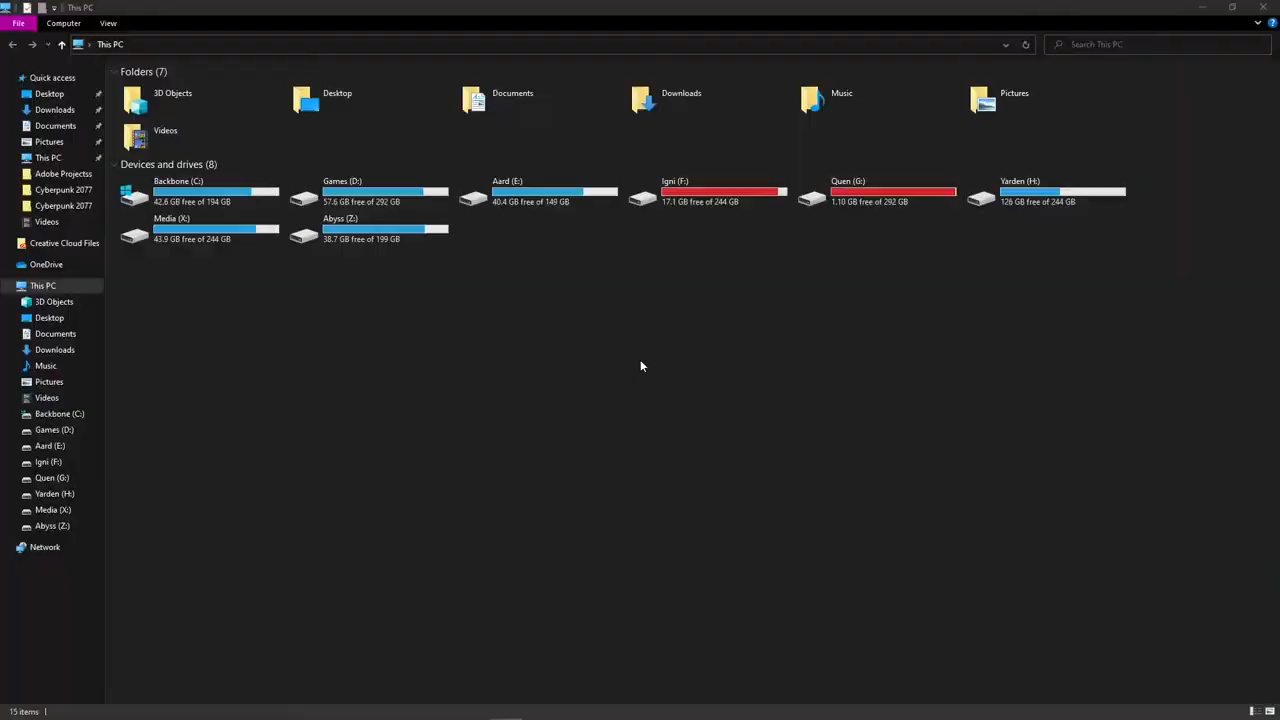 This PC
File Computer View
This PC
Search This PC
Quick access
Desktop
Downloads
Documents
Pictures
This PC
Adobe Projectss
Cyberpunk 2077
Cyberpunk 2077
Videos
Creative Cloud Files
OneDrive
This PC
3D Objects
Desktop
Documents
Downloads
Music
Pictures
Videos
Backbone (C:)
Games (D:)
Aard (E:)
Igni (F:)
Quen (G:)
Yarden (H:)
Media (X:)
Abyss (Z:)
Network
Folders (7)
3D Objects
Desktop
Documents
Downloads
Music
Pictures
Videos
Devices and drives (8)
Backbone (C:)
42.6 GB free of 194 GB
Games (D:)
57.6 GB free of 292 GB
Aard (E:)
40.4 GB free of 149 GB
Igni (F:)
17.1 GB free of 244 GB
Quen (G:)
1.10 GB free of 292 GB
Yarden (H:)
126 GB free of 244 GB
Media (X:)
43.9 GB free of 244 GB
Abyss (Z:)
38.7 GB free of 199 GB
15 items